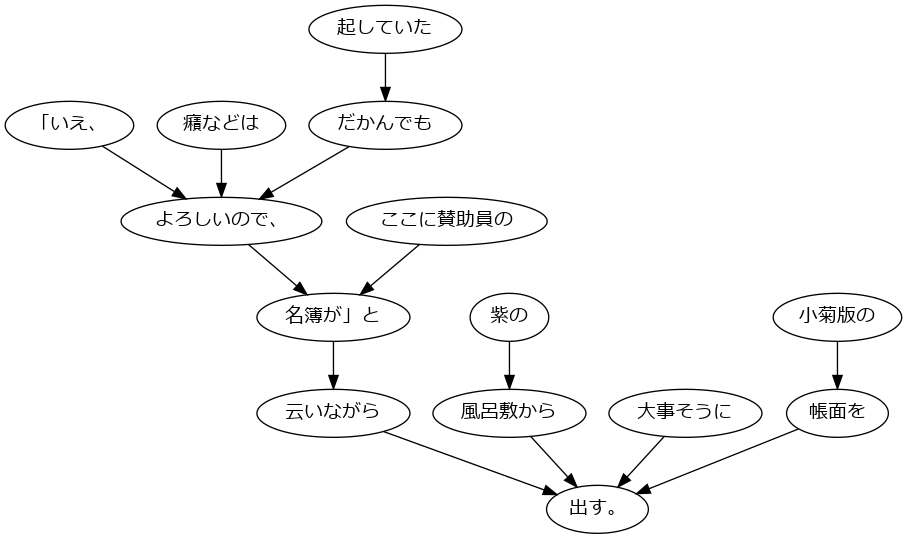 起していた
「いえ、
癪などは
だかんでも
よろしいので、
ここに賛助員の
名簿が」と
紫の
小菊版の
云いながら
風呂敷から
大事そうに
帳面を
出す。